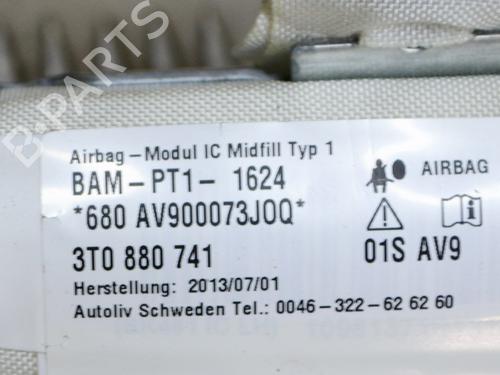 Airbag-Modul IC Midfill Typ 1
BAM-PT1- 1624
*680 AV900073JOQ*
3T0 880 741
Herstellung: 2013/07/01
Autoliv Schweden Tel.: 0046-322-62 62 60
AIRBAG
01S AV9
B-PARTS